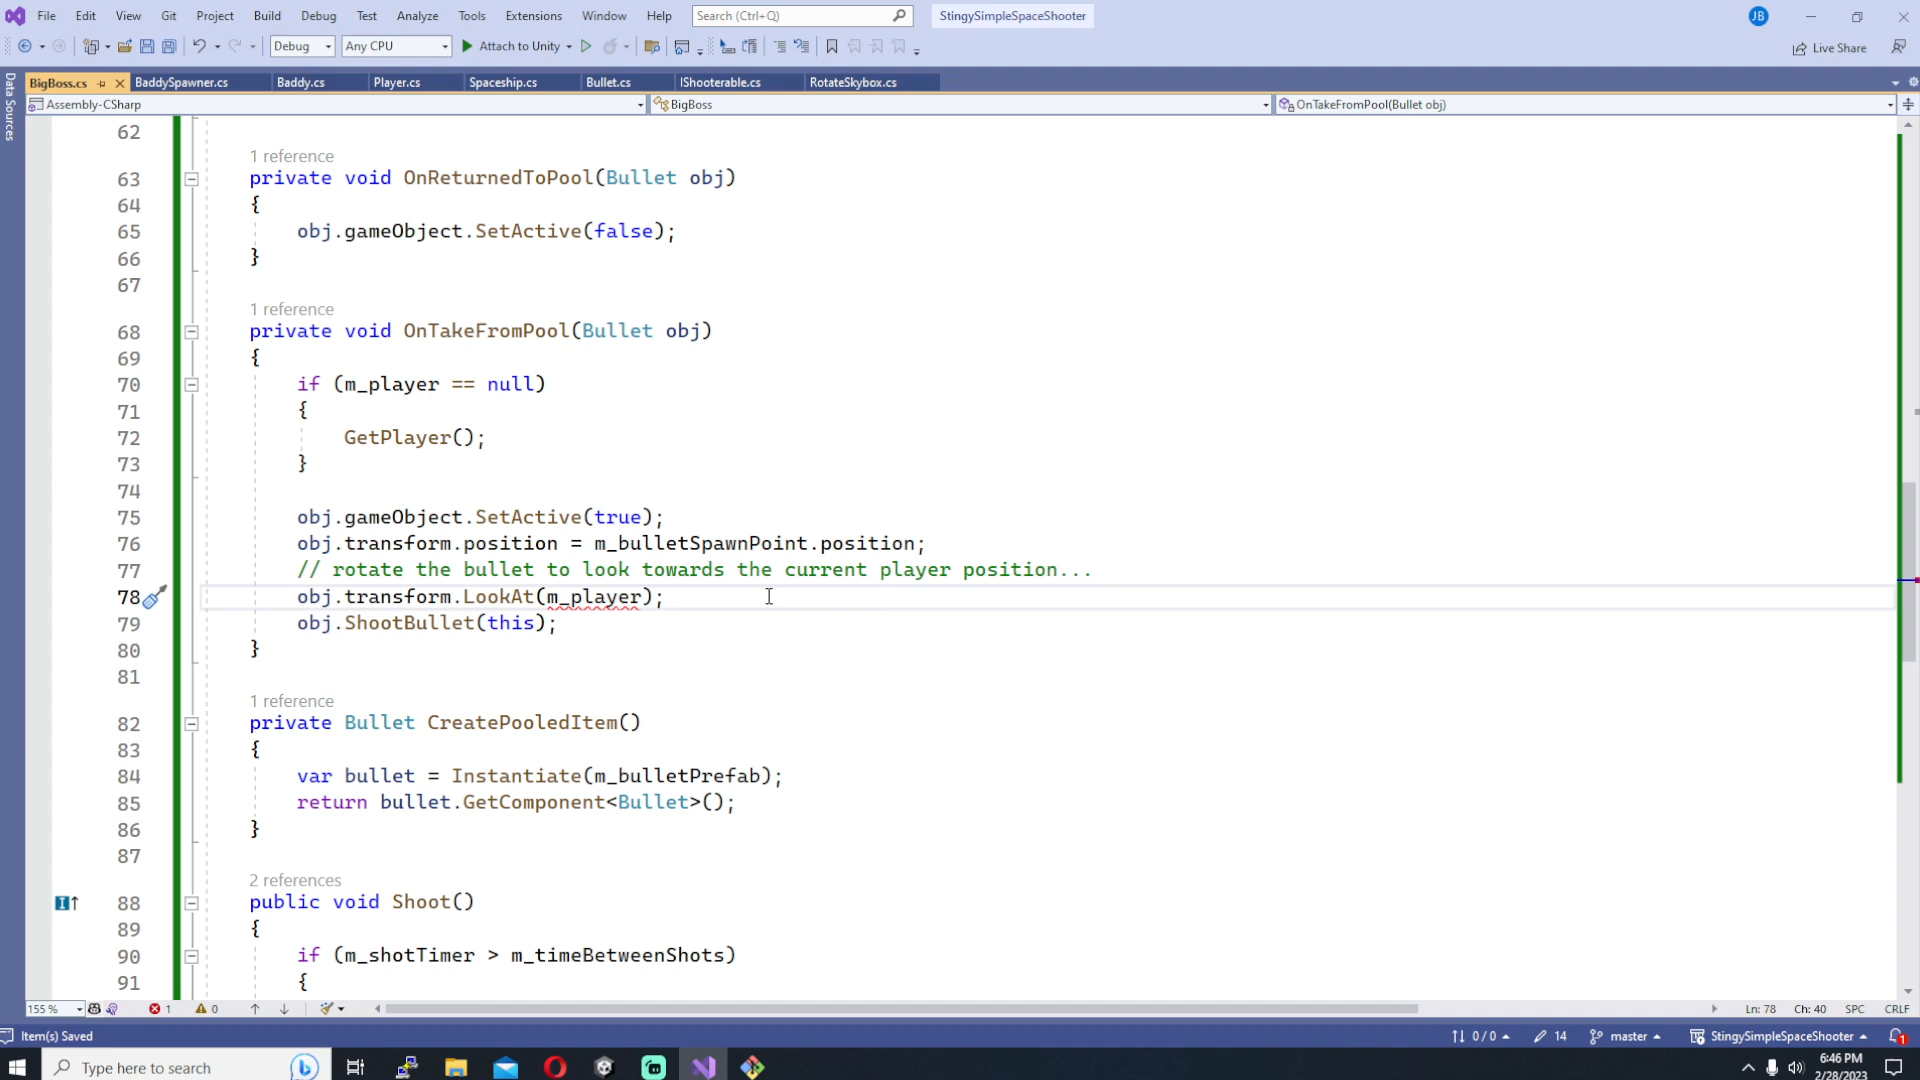 File Edit View Git Project Build Debug Test Analyze Tools Extensions Window Help Search (Ctrl+Q) StingySimpleSpaceShooter JB
Debug Any CPU Attach to Unity Live Share
Data Sources
BigBoss.cs BaddySpawner.cs Baddy.cs Player.cs Spaceship.cs Bullet.cs IShooterable.cs RotateSkybox.cs
Assembly-CSharp BigBoss OnTakeFromPool(Bullet obj)
62
1 reference
63 private void OnReturnedToPool(Bullet obj)
64 {
65 obj.gameObject.SetActive(false);
66 }
67
1 reference
68 private void OnTakeFromPool(Bullet obj)
69 {
70 if (m_player == null)
71 {
72 GetPlayer();
73 }
74
75 obj.gameObject.SetActive(true);
76 obj.transform.position = m_bulletSpawnPoint.position;
77 // rotate the bullet to look towards the current player position...
78 obj.transform.LookAt(m_player);
79 obj.ShootBullet(this);
80 }
81
1 reference
82 private Bullet CreatePooledItem()
83 {
84 var bullet = Instantiate(m_bulletPrefab);
85 return bullet.GetComponent<Bullet>();
86 }
87
2 references
88 public void Shoot()
89 {
90 if (m_shotTimer > m_timeBetweenShots)
91 {
155 % 1 0 Ln: 78 Ch: 40 SPC CRLF
Item(s) Saved 0 / 0 14 master StingySimpleSpaceShooter 1
Type here to search 6:46 PM
2/28/2023